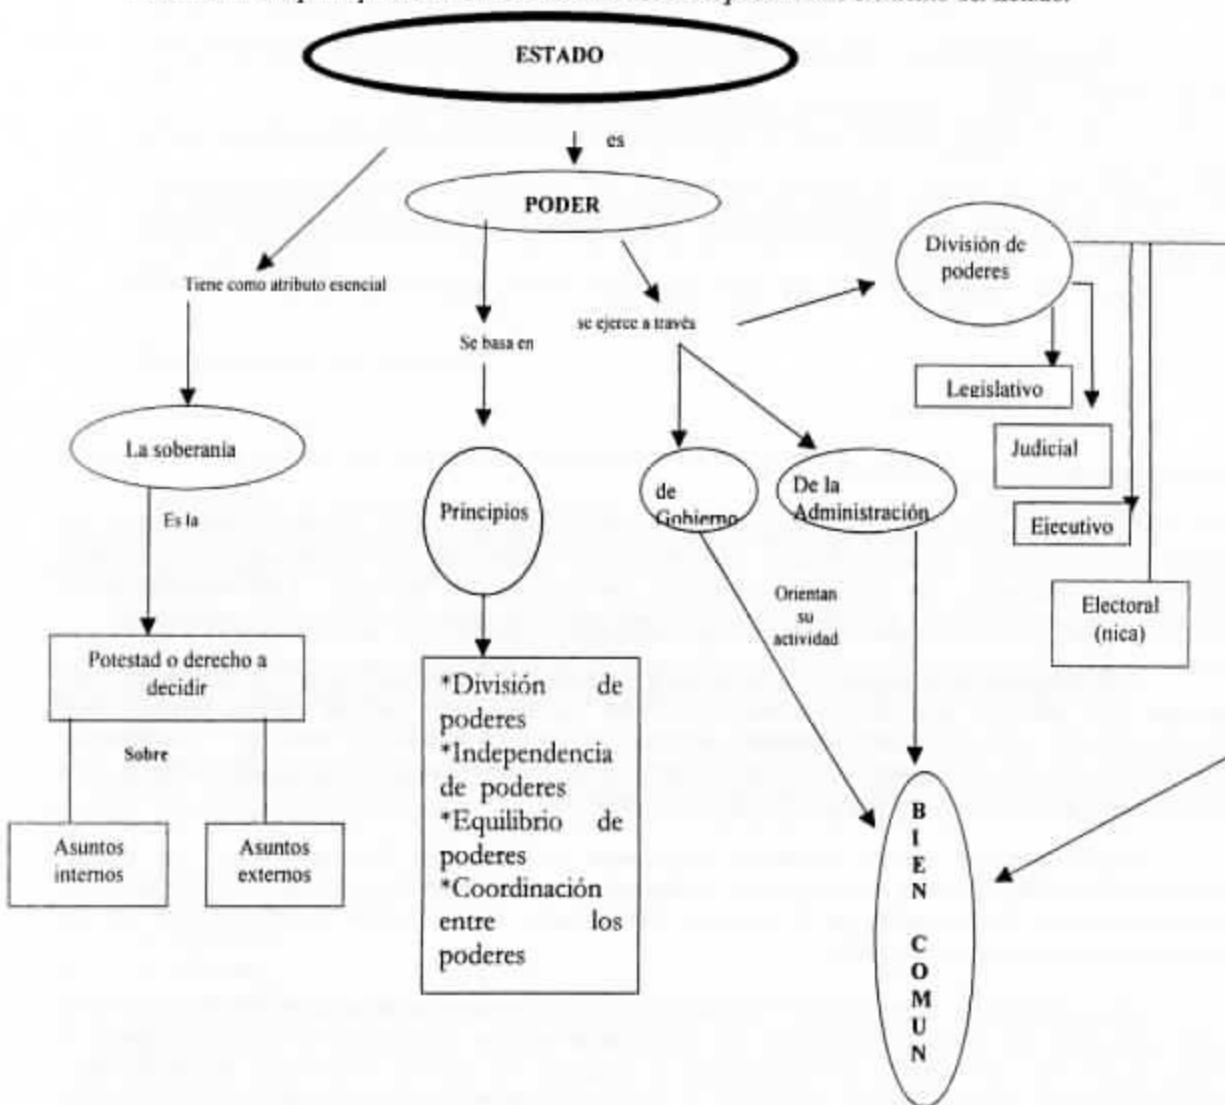 ESTADO
es
PODER
División de
poderes
Tiene como atributo esencial
se ejerce a través
Se basa en
Legislativo
La soberanía
Judicial
de
Gobierno
De la
Administración
Principios
Es la
Ejecutivo
Orientan
su
actividad
Electoral
(nica)
Potestad o derecho a
decidir
*División de
poderes
*Independencia
de poderes
*Equilibrio de
poderes
*Coordinación
entre los
poderes
Sobre
Asuntos
internos
Asuntos
externos
BIEN
COMUN